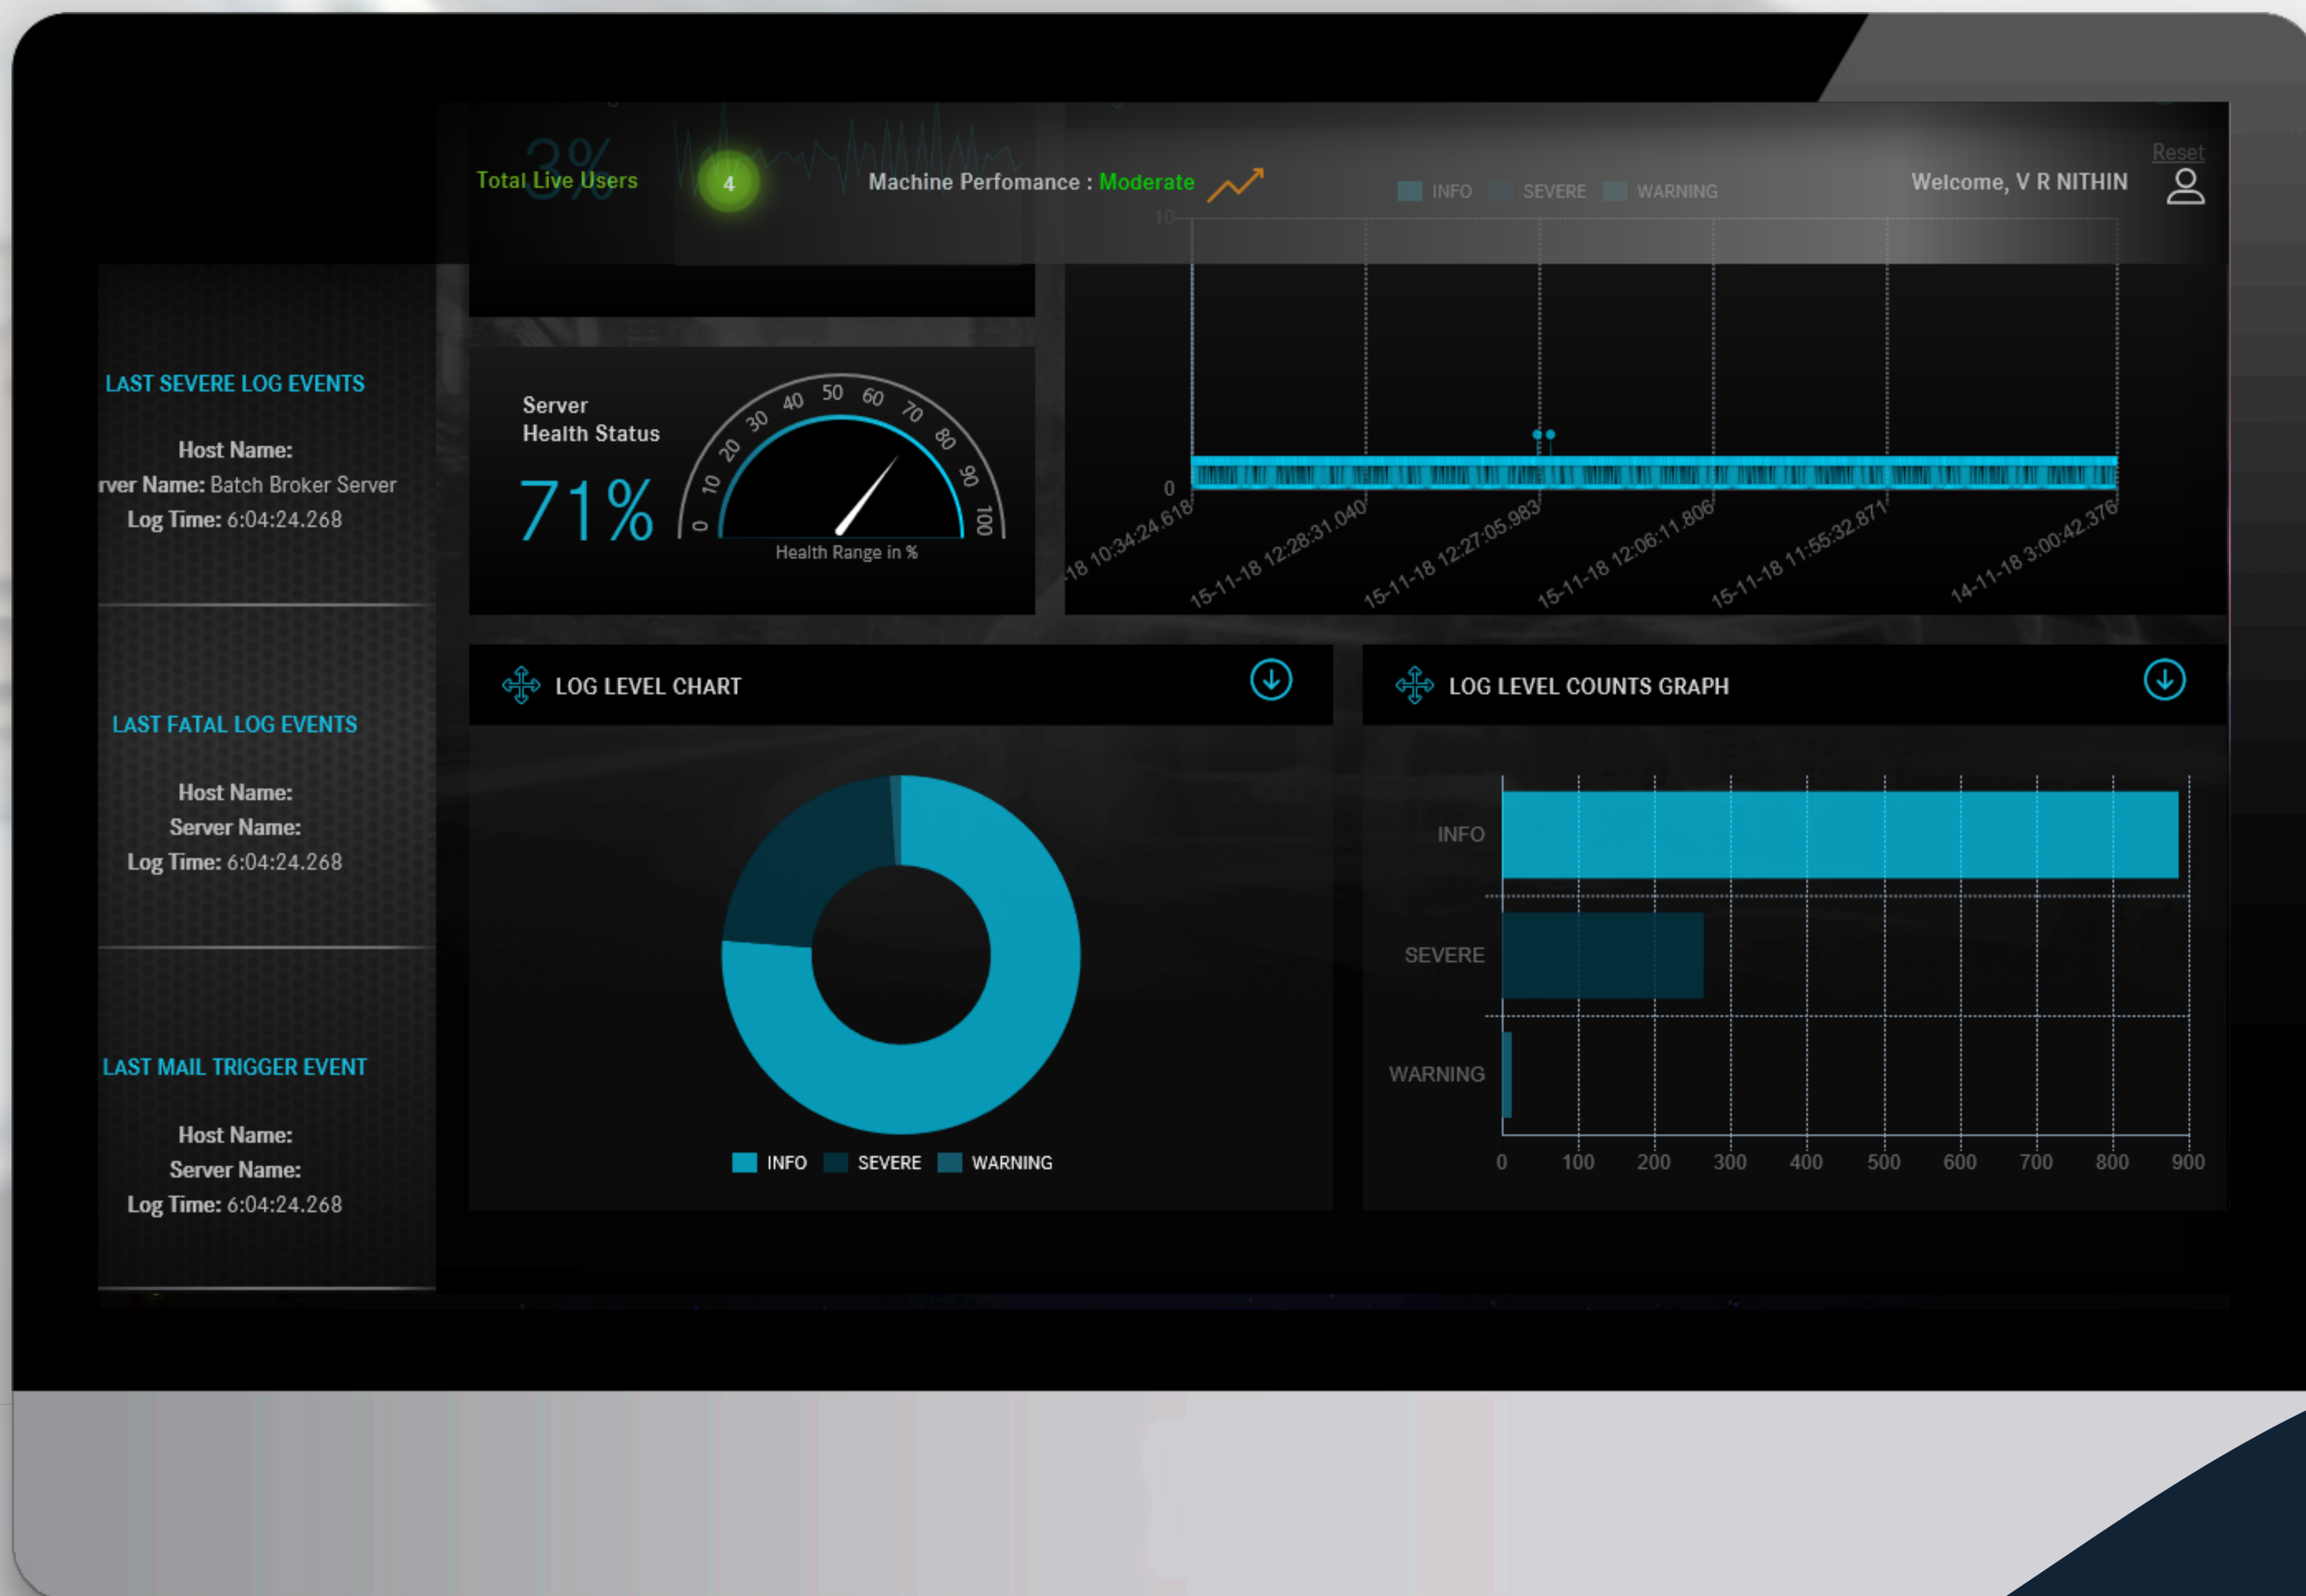 3%
Total Live Users
4
Machine Perfomance : Moderate
INFO SEVERE WARNING
Welcome, V R NITHIN
Reset
10
0
-18 10:34:24.618
15-11-18 12:28:31.040
15-11-18 12:27:05.983
15-11-18 12:06:11.806
15-11-18 11:55:32.871
14-11-18 3:00:42.376
LAST SEVERE LOG EVENTS
Host Name:
rver Name: Batch Broker Server
Log Time: 6:04:24.268
LAST FATAL LOG EVENTS
Host Name:
Server Name:
Log Time: 6:04:24.268
LAST MAIL TRIGGER EVENT
Host Name:
Server Name:
Log Time: 6:04:24.268
Server
Health Status
71%
0 10 20 30 40 50 60 70 80 90 100
Health Range in %
LOG LEVEL CHART
INFO SEVERE WARNING
LOG LEVEL COUNTS GRAPH
INFO
SEVERE
WARNING
0 100 200 300 400 500 600 700 800 900